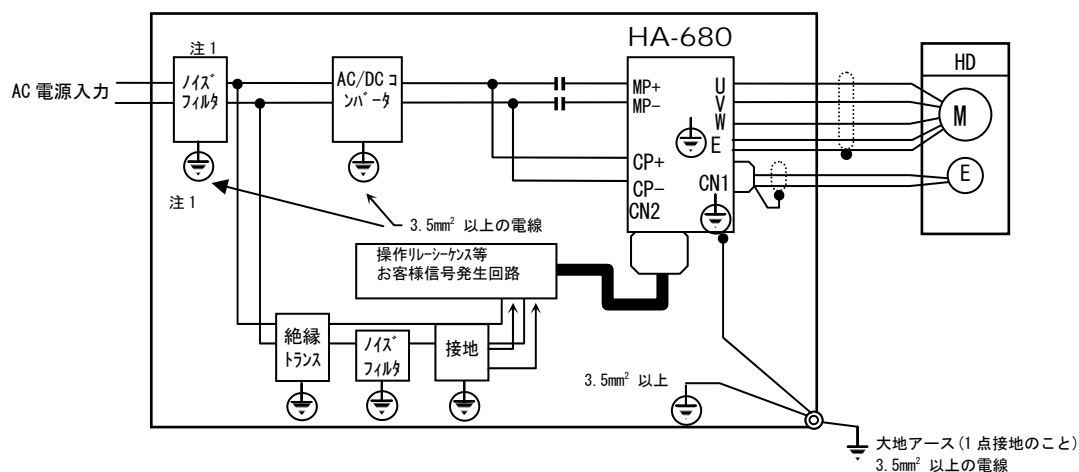 HA-680
注1
ノイズ
フィルタ
AC/DC コ
ンバータ
AC 電源入力
MP+
MP-
CP+
CP-
CN2
U
V
W
E
CN1
HD
M
E
注1
3.5mm² 以上の電線
操作リレーシーケンス等
お客様信号発生回路
絶縁
トランス
ノイズ
フィルタ
接地
3.5mm² 以上
大地アース(1点接地のこと)
3.5mm² 以上の電線